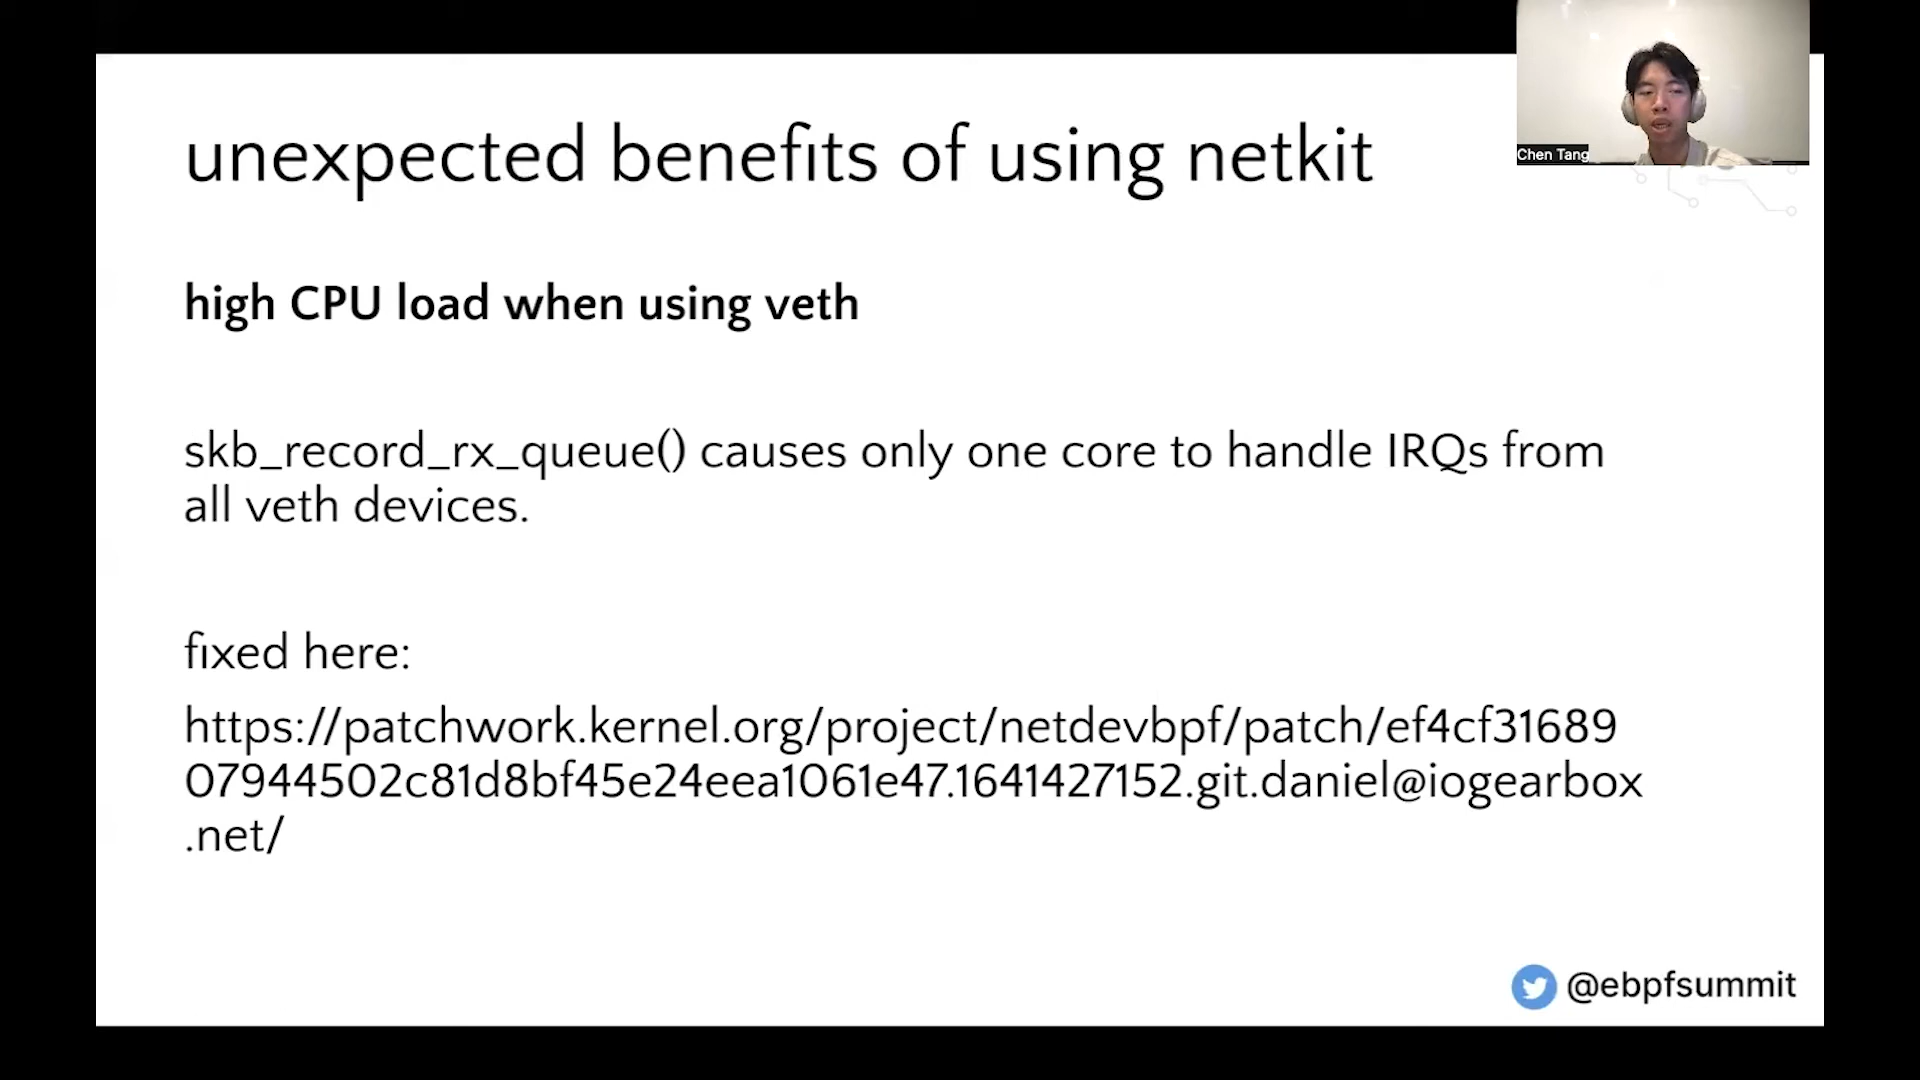 Chen Tang
unexpected benefits of using netkit
high CPU load when using veth
skb_record_rx_queue() causes only one core to handle IRQs from
all veth devices.
fixed here:
https://patchwork.kernel.org/project/netdevbpf/patch/ef4cf31689
07944502c81d8bf45e24eea1061e47.1641427152.git.daniel@iogearbox
.net/
@ebpfsummit